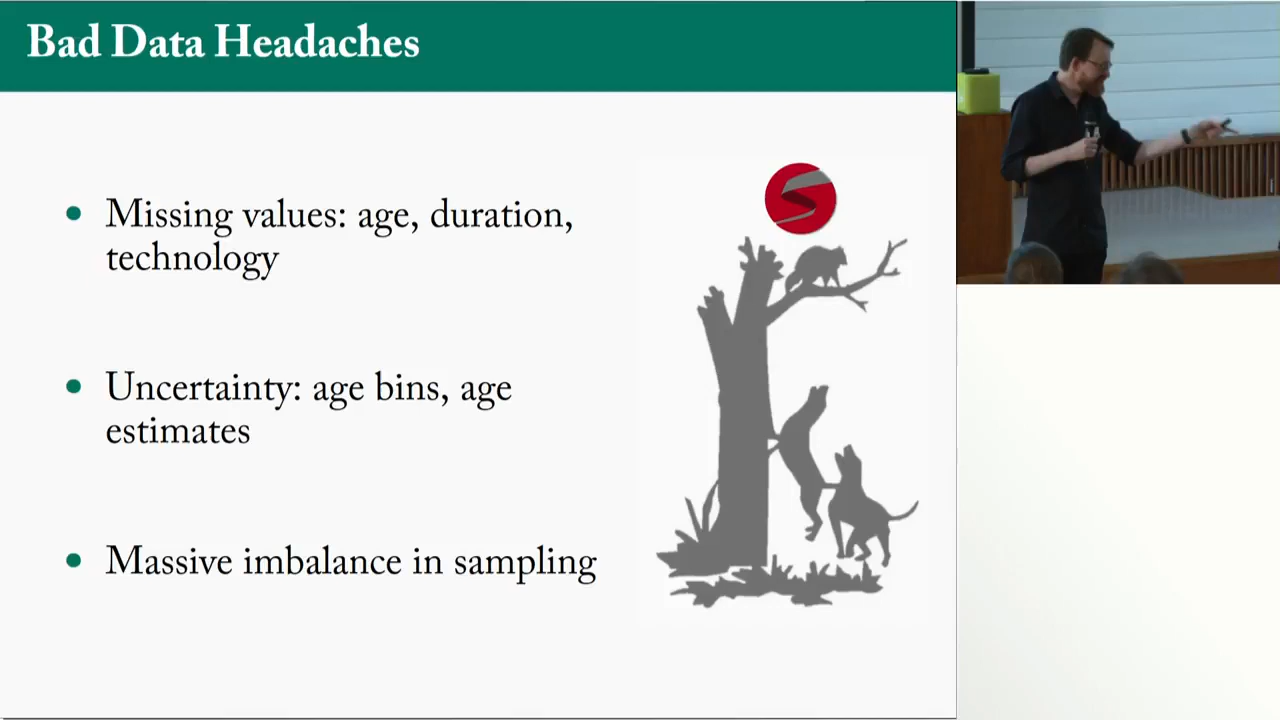 Bad Data Headaches
• Missing values: age, duration,
technology
• Uncertainty: age bins, age
estimates
• Massive imbalance in sampling